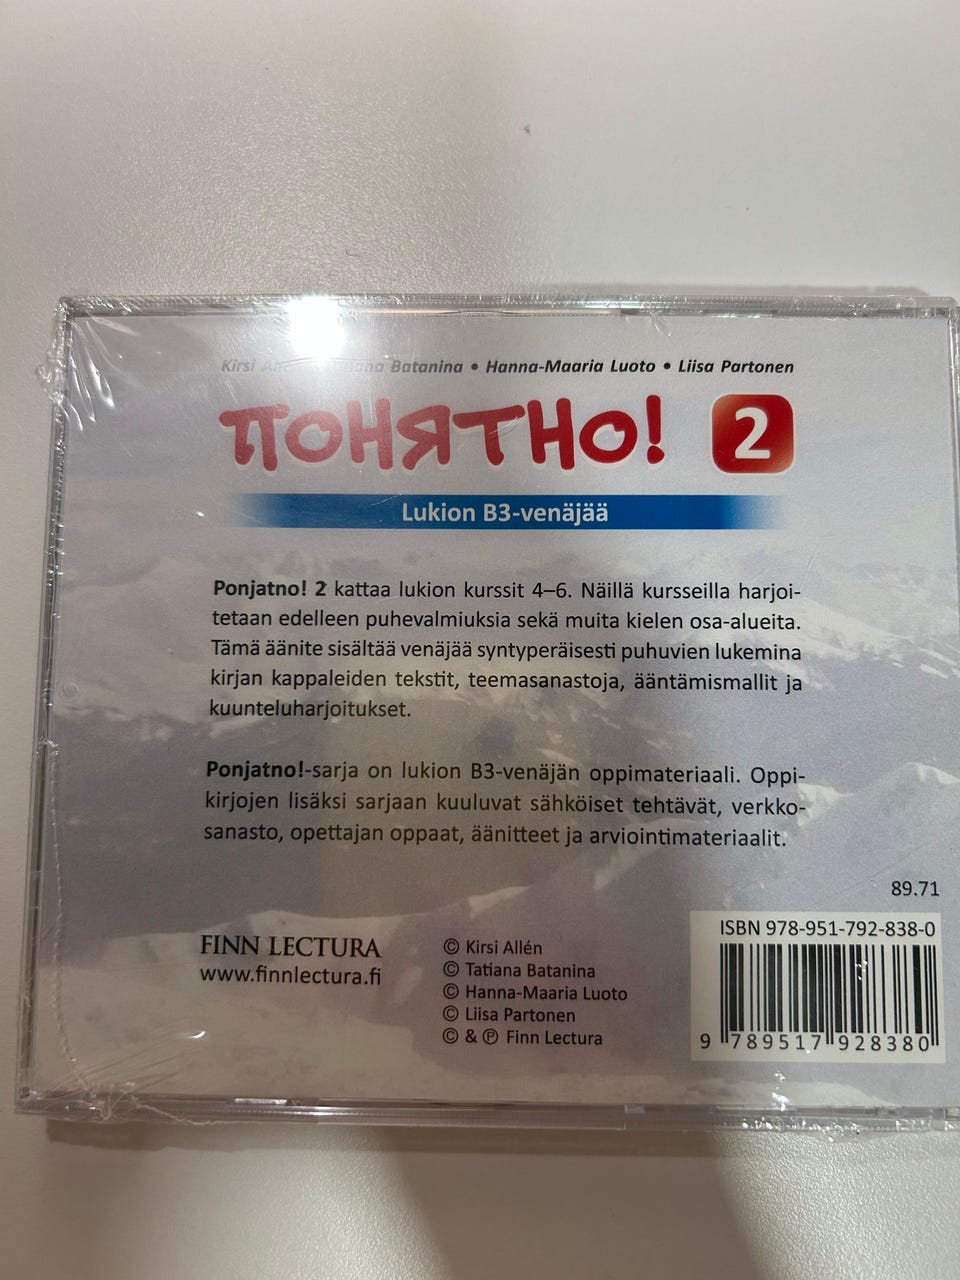 Kirsi Allén • Tatiana Batanina • Hanna-Maaria Luoto • Liisa Partonen
ПОНЯТНО! 2
Lukion B3-venäjää
Ponjatno! 2 kattaa lukion kurssit 4–6. Näillä kursseilla harjoi-
tetaan edelleen puhevalmiuksia sekä muita kielen osa-alueita.
Tämä äänite sisältää venäjää syntyperäisesti puhuvien lukemina
kirjan kappaleiden tekstit, teemasanastoja, ääntämismallit ja
kuunteluharjoitukset.
Ponjatno!-sarja on lukion B3-venäjän oppimateriaali. Oppi-
kirjojen lisäksi sarjaan kuuluvat sähköiset tehtävät, verkko-
sanasto, opettajan oppaat, äänitteet ja arviointimateriaalit.
89.71
FINN LECTURA
www.finnlectura.fi
© Kirsi Allén
© Tatiana Batanina
© Hanna-Maaria Luoto
© Liisa Partonen
© & ℗ Finn Lectura
ISBN 978-951-792-838-0
9 789517 928380